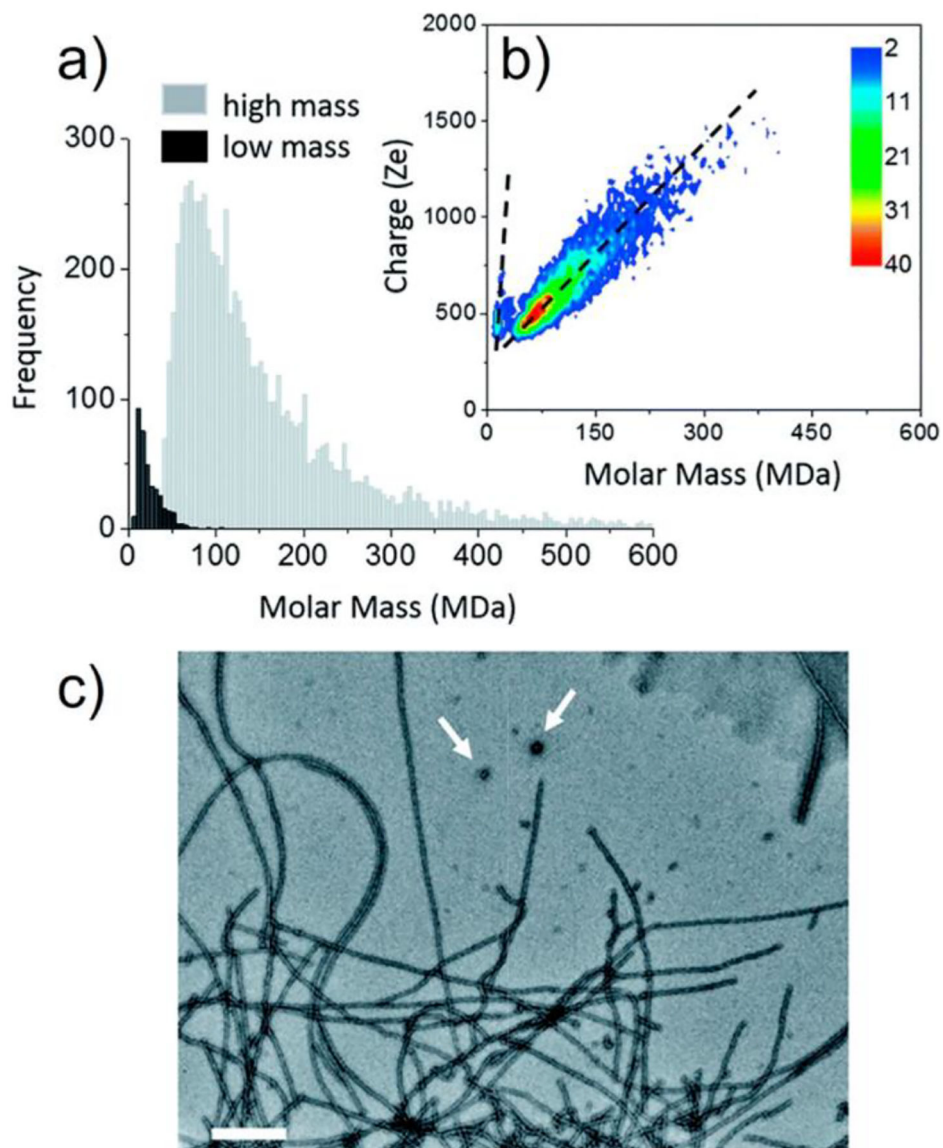 a)
high mass
low mass
300
200
100
0
Frequency
0 100 200 300 400 500 600
Molar Mass (MDa)
b)
2000
1500
1000
500
0
Charge (Ze)
0 150 300 450 600
Molar Mass (MDa)
2
11
21
31
40
c)